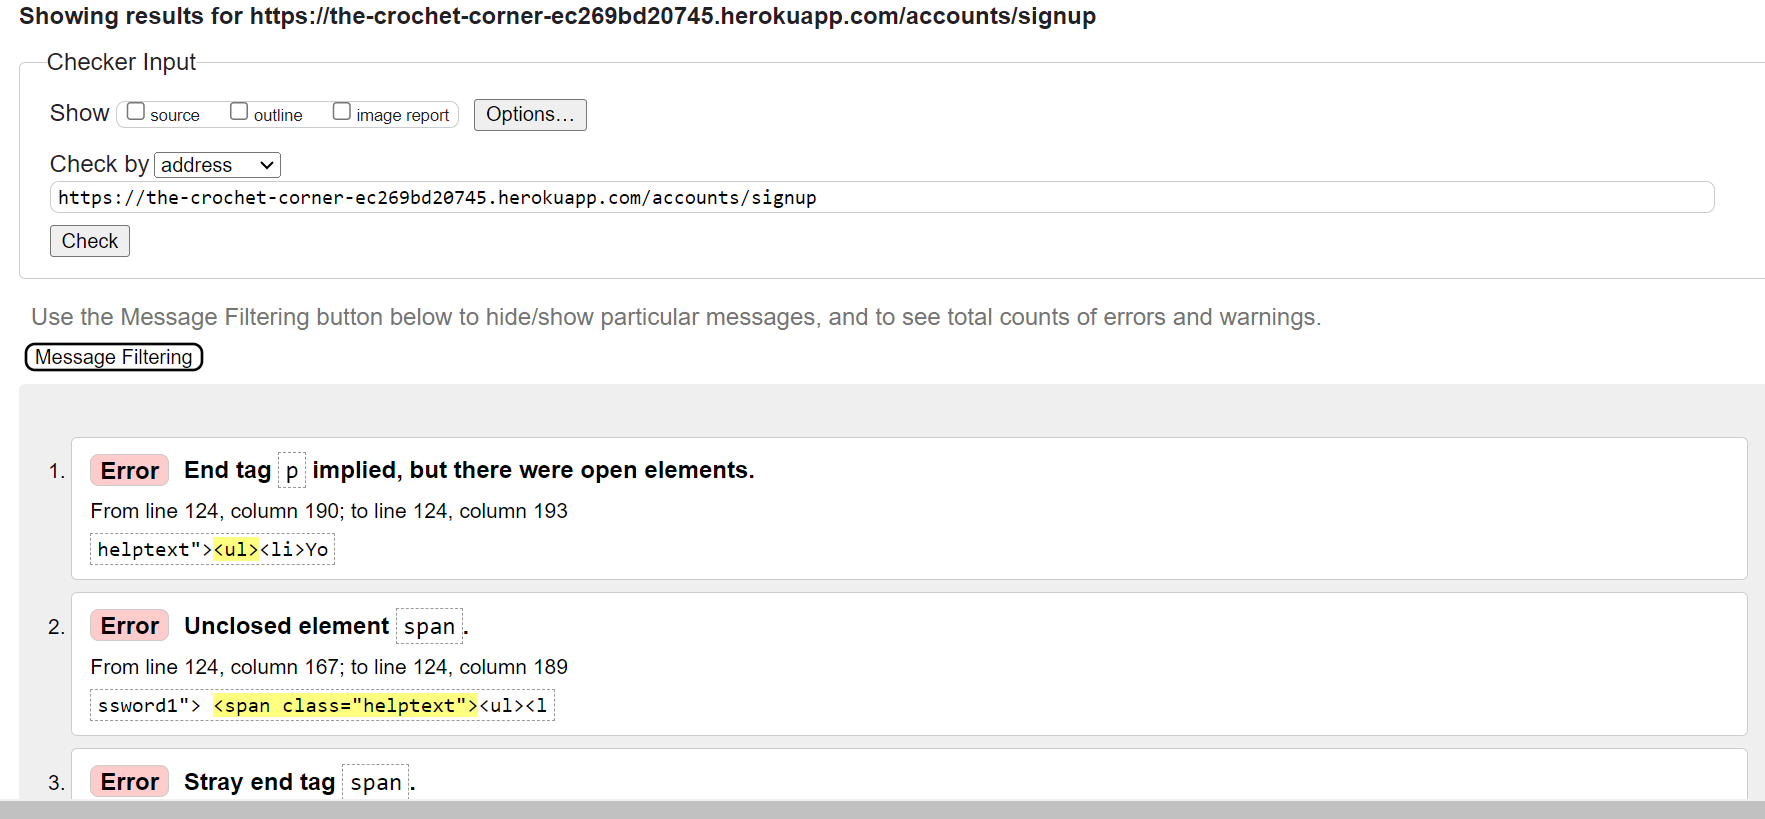 Showing results for https://the-crochet-corner-ec269bd20745.herokuapp.com/accounts/signup
Checker Input
Show source outline image report Options...
Check by address
https://the-crochet-corner-ec269bd20745.herokuapp.com/accounts/signup
Check
Use the Message Filtering button below to hide/show particular messages, and to see total counts of errors and warnings.
Message Filtering
1. Error End tag p implied, but there were open elements.
From line 124, column 190; to line 124, column 193
helptext"><ul><li>Yo
2. Error Unclosed element span.
From line 124, column 167; to line 124, column 189
ssword1"> <span class="helptext"><ul><l
3. Error Stray end tag span.